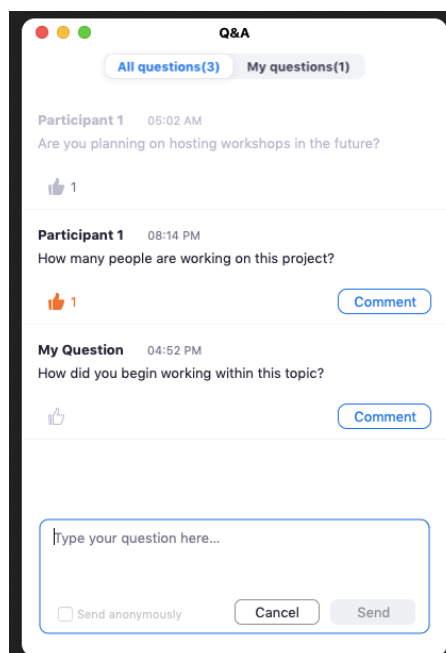 Q&A
All questions(3) My questions(1)
Participant 1 05:02 AM
Are you planning on hosting workshops in the future?
1
Participant 1 08:14 PM
How many people are working on this project?
1 Comment
My Question 04:52 PM
How did you begin working within this topic?
Comment
Type your question here...
Send anonymously Cancel Send